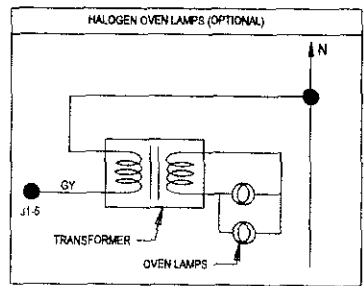 HALOGEN OVEN LAMPS (OPTIONAL)
N
GY
J1-5
TRANSFORMER
OVEN LAMPS